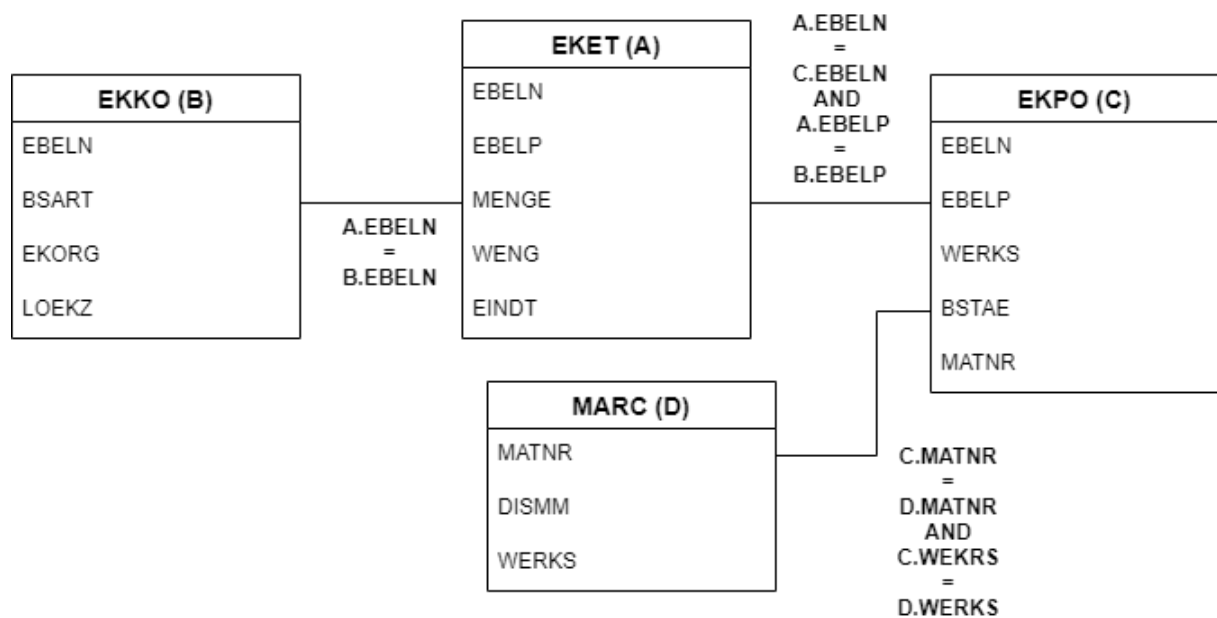 EKKO (B)
EBELN
BSART
EKORG
LOEKZ
A.EBELN
=
B.EBELN
EKET (A)
EBELN
EBELP
MENGE
WENG
EINDT
A.EBELN
=
C.EBELN
AND
A.EBELP
=
B.EBELP
EKPO (C)
EBELN
EBELP
WERKS
BSTAE
MATNR
MARC (D)
MATNR
DISMM
WERKS
C.MATNR
=
D.MATNR
AND
C.WEKRS
=
D.WERKS